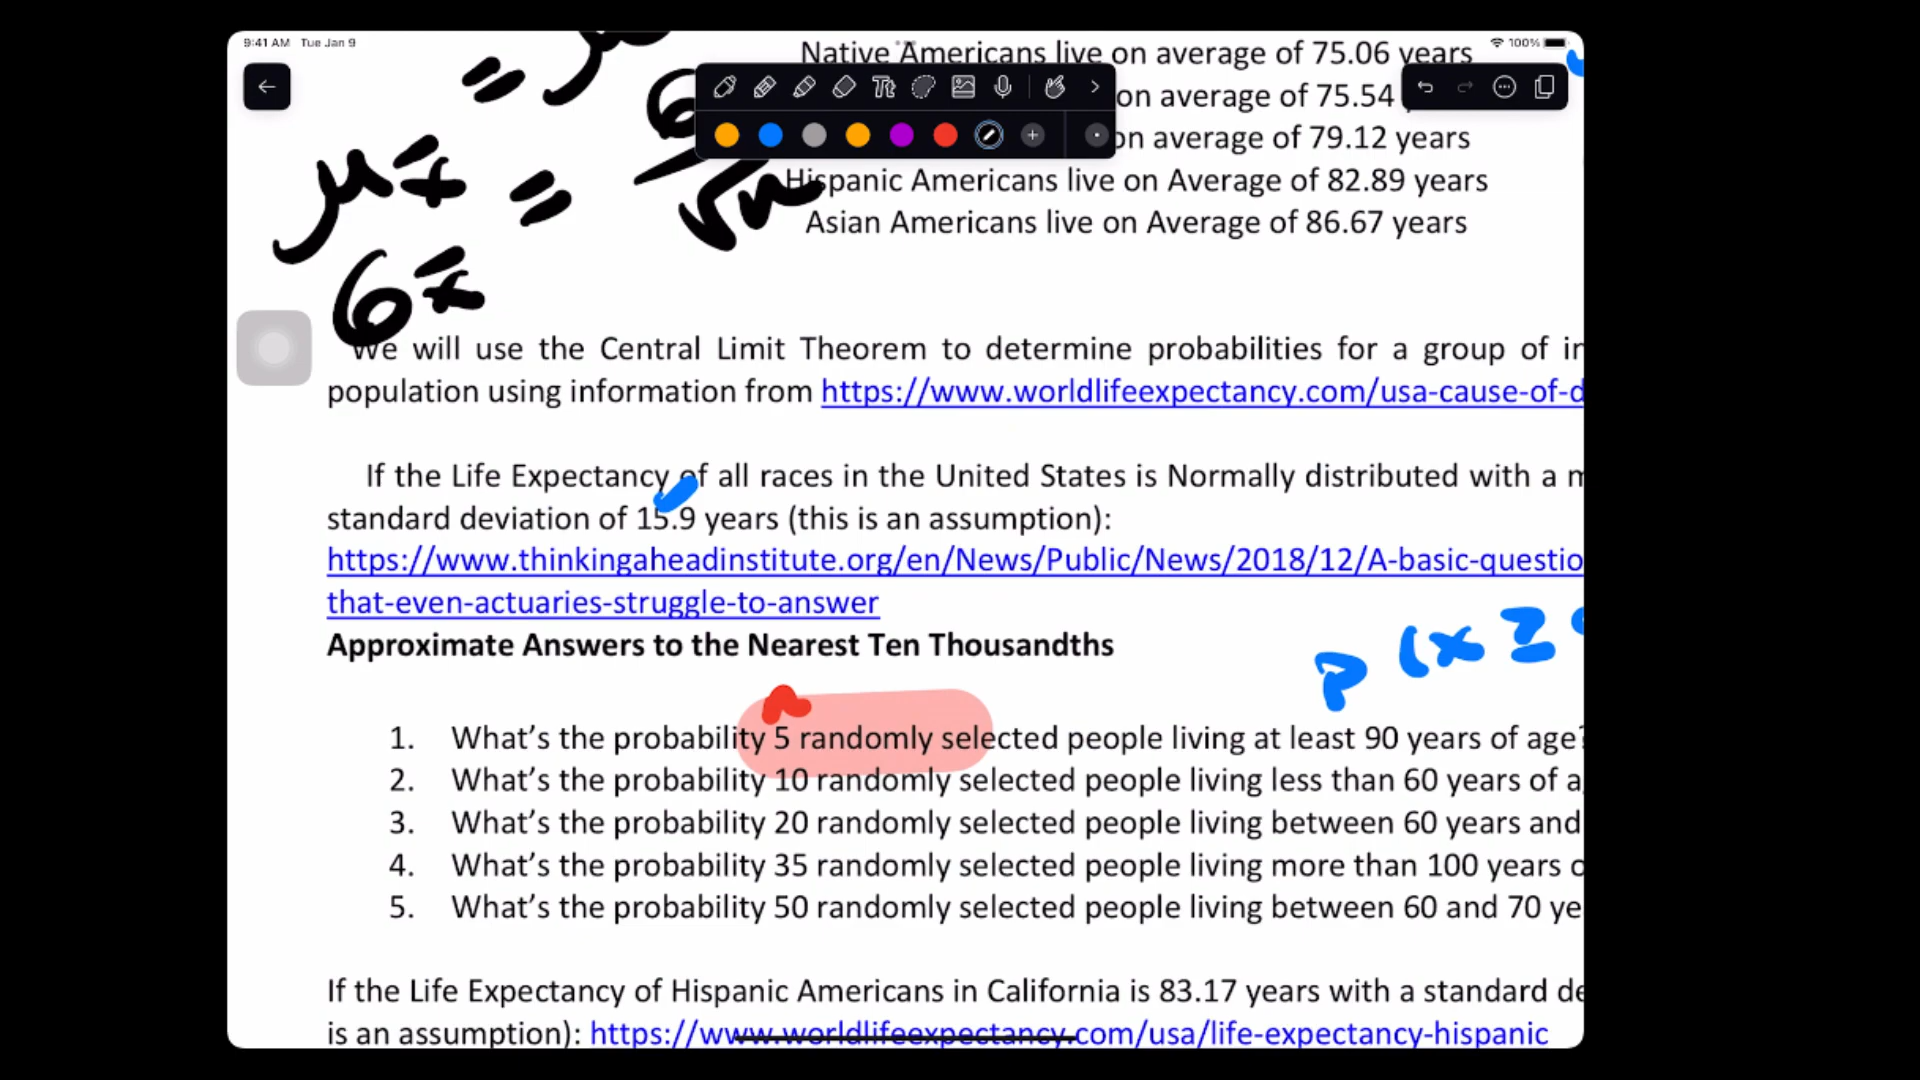 9:41 AM Tue Jan 9
100%
Native Americans live on average of 75.06 years
on average of 75.54
on average of 79.12 years
Hispanic Americans live on Average of 82.89 years
Asian Americans live on Average of 86.67 years
= μ
μx̄ = σ/√n
σx̄
We will use the Central Limit Theorem to determine probabilities for a group of in
population using information from https://www.worldlifeexpectancy.com/usa-cause-of-d
If the Life Expectancy of all races in the United States is Normally distributed with a m
standard deviation of 15.9 years (this is an assumption):
https://www.thinkingaheadinstitute.org/en/News/Public/News/2018/12/A-basic-questio
that-even-actuaries-struggle-to-answer
Approximate Answers to the Nearest Ten Thousandths
P (x ≥
1. What's the probability 5 randomly selected people living at least 90 years of age?
2. What's the probability 10 randomly selected people living less than 60 years of a
3. What's the probability 20 randomly selected people living between 60 years and
4. What's the probability 35 randomly selected people living more than 100 years o
5. What's the probability 50 randomly selected people living between 60 and 70 ye
If the Life Expectancy of Hispanic Americans in California is 83.17 years with a standard de
is an assumption): https://www.worldlifeexpectancy.com/usa/life-expectancy-hispanic